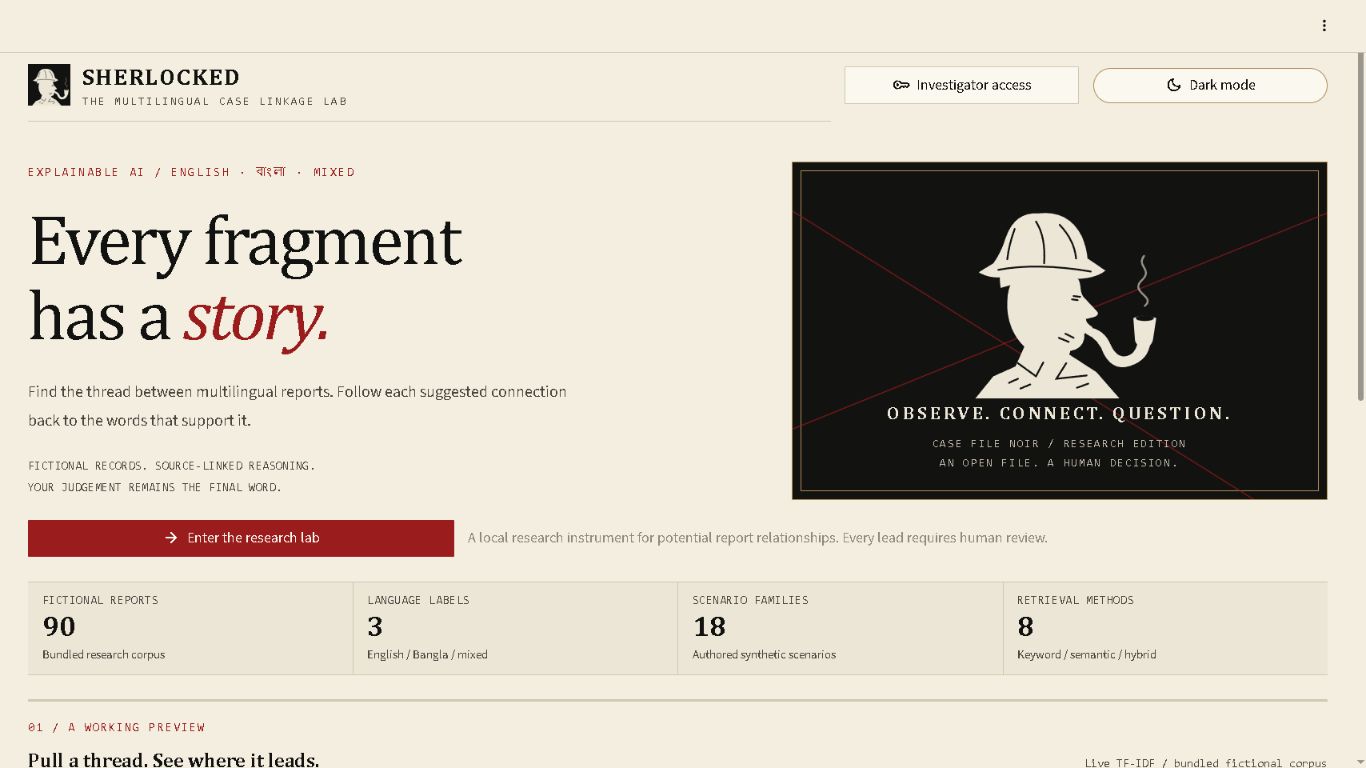 SHERLOCKED
THE MULTILINGUAL CASE LINKAGE LAB
Investigator access
Dark mode
EXPLAINABLE AI / ENGLISH · বাংলা · MIXED
Every fragment
has a story.
Find the thread between multilingual reports. Follow each suggested connection
back to the words that support it.
FICTIONAL RECORDS. SOURCE-LINKED REASONING.
YOUR JUDGEMENT REMAINS THE FINAL WORD.
OBSERVE. CONNECT. QUESTION.
CASE FILE NOIR / RESEARCH EDITION
AN OPEN FILE. A HUMAN DECISION.
Enter the research lab
A local research instrument for potential report relationships. Every lead requires human review.
FICTIONAL REPORTS
90
Bundled research corpus
LANGUAGE LABELS
3
English / Bangla / mixed
SCENARIO FAMILIES
18
Authored synthetic scenarios
RETRIEVAL METHODS
8
Keyword / semantic / hybrid
01 / A WORKING PREVIEW
Pull a thread. See where it leads.
Live TF-IDF / bundled fictional corpus